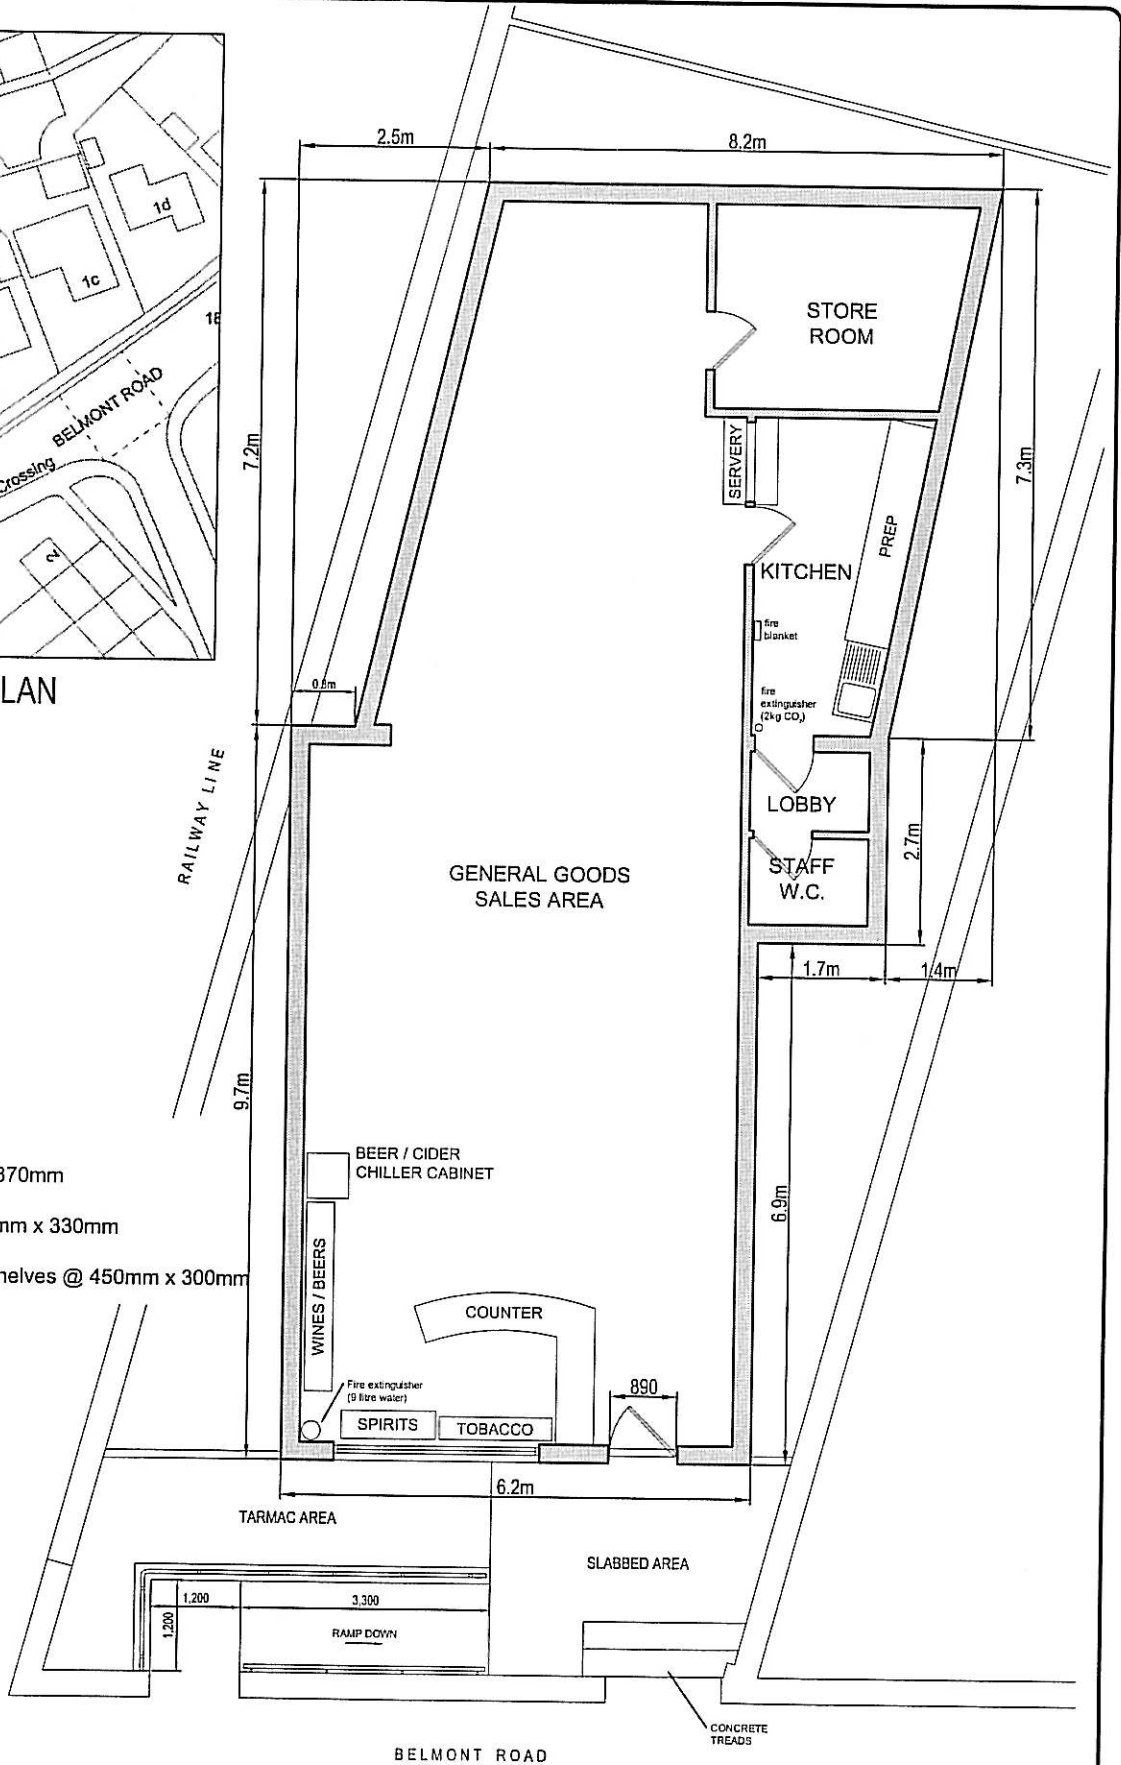 2.5m
8.2m
1d
1c
18
BELMONT ROAD
Crossing
2
LAN
7.2m
7.3m
STORE
ROOM
SERVERY
PREP
KITCHEN
fire
blanket
fire
extinguisher
(2kg CO2)
0.8m
RAILWAY LINE
LOBBY
2.7m
STAFF
W.C.
GENERAL GOODS
SALES AREA
1.7m
1.4m
9.7m
6.9m
BEER / CIDER
CHILLER CABINET
370mm
mm x 330mm
helves @ 450mm x 300mm
WINES / BEERS
COUNTER
Fire extinguisher
(9 litre water)
SPIRITS
TOBACCO
890
6.2m
TARMAC AREA
SLABBED AREA
1,200
3,300
1,200
RAMP DOWN
CONCRETE
TREADS
BELMONT ROAD